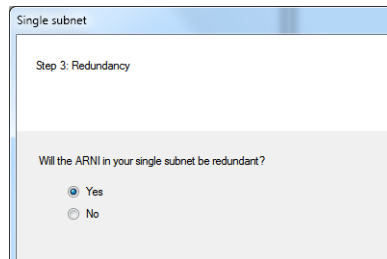 Single subnet
Step 3: Redundancy
Will the ARNI in your single subnet be redundant?
Yes
No